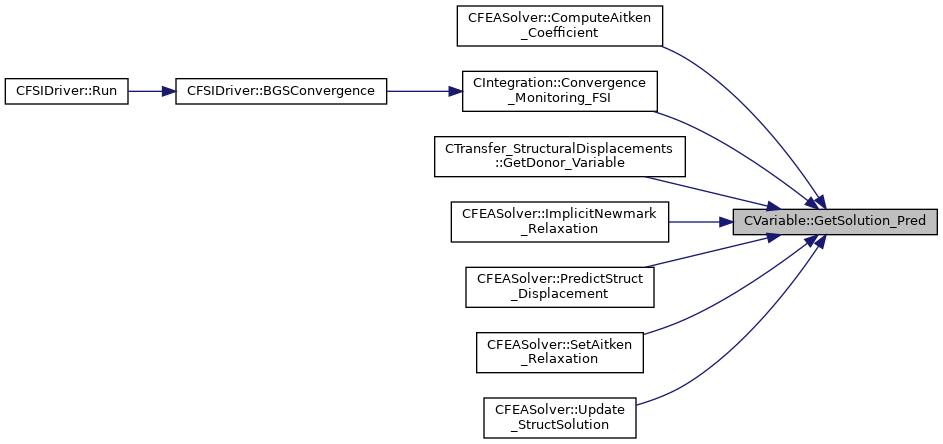 CFEASolver::ComputeAitken
_Coefficient
CFSIDriver::Run
CFSIDriver::BGSConvergence
CIntegration::Convergence
_Monitoring_FSI
CTransfer_StructuralDisplacements
::GetDonor_Variable
CFEASolver::ImplicitNewmark
_Relaxation
CVariable::GetSolution_Pred
CFEASolver::PredictStruct
_Displacement
CFEASolver::SetAitken
_Relaxation
CFEASolver::Update
_StructSolution